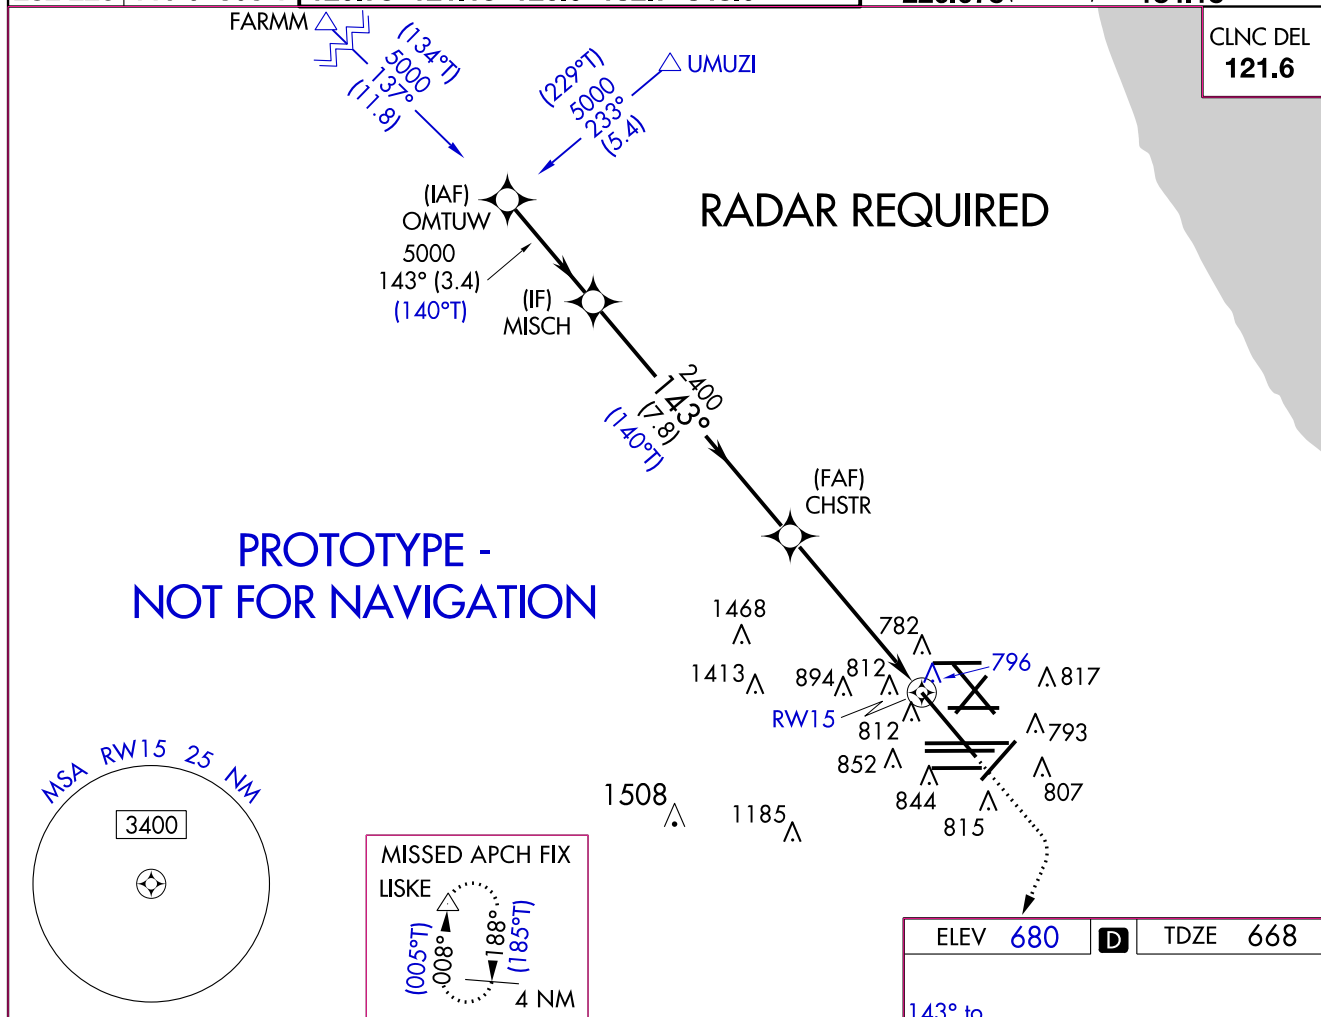 FARMM
(134°T)
5000
137°
(11.8)
(229°T)
5000
233°
(5.4)
UMUZI
CLNC DEL
121.6
(IAF)
OMTUW
RADAR REQUIRED
5000
143° (3.4)
(140°T)
(IF)
MISCH
2400
143°
(7.8)
(140°T)
(FAF)
CHSTR
PROTOTYPE -
NOT FOR NAVIGATION
1468
782
796
1413
894
812
817
RW15
812
793
852
844
807
815
1508
1185
MSA RW15 25 NM
3400
MISSED APCH FIX
LISKE
(005°T)
008°
188°
(185°T)
4 NM
ELEV 680
D
TDZE 668
143° to